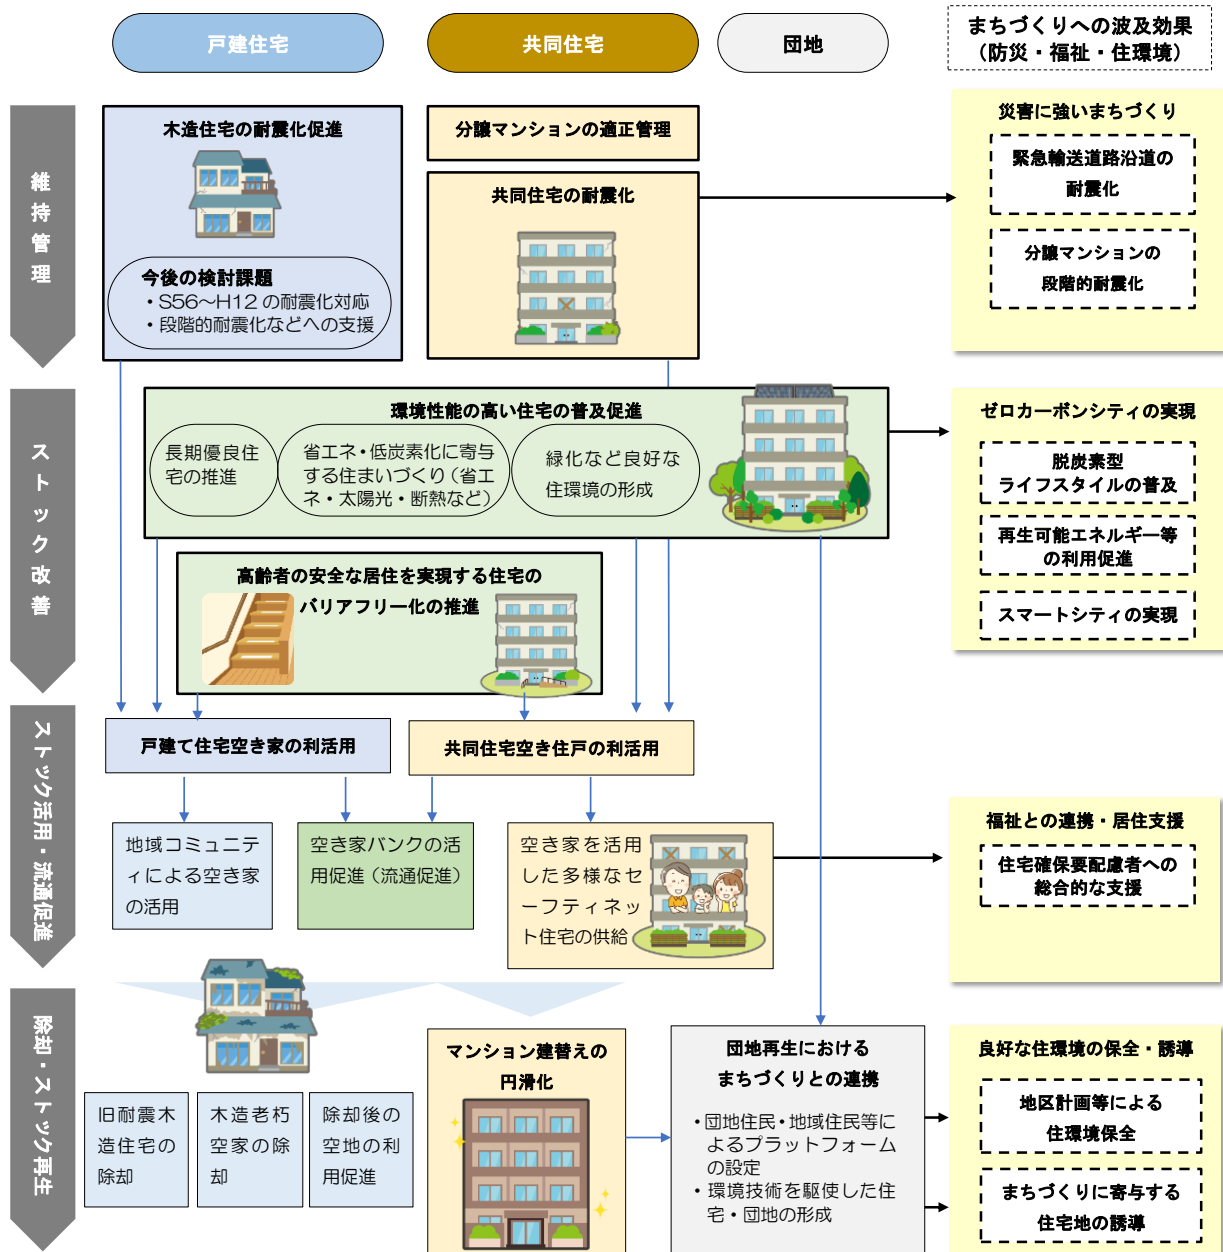 戸建住宅
共同住宅
団地
まちづくりへの波及効果
（防災・福祉・住環境）
維持管理
木造住宅の耐震化促進
今後の検討課題
・S56～H12 の耐震化対応
・段階的耐震化などへの支援
分譲マンションの適正管理
共同住宅の耐震化
災害に強いまちづくり
緊急輸送道路沿道の
耐震化
分譲マンションの
段階的耐震化
ストック改善
環境性能の高い住宅の普及促進
長期優良住
宅の推進
省エネ・低炭素化に寄与
する住まいづくり（省エ
ネ・太陽光・断熱など）
緑化など良好な
住環境の形成
高齢者の安全な居住を実現する住宅の
バリアフリー化の推進
ゼロカーボンシティの実現
脱炭素型
ライフスタイルの普及
再生可能エネルギー等
の利用促進
スマートシティの実現
ストック活用・流通促進
戸建て住宅空き家の利活用
共同住宅空き住戸の利活用
地域コミュニテ
ィによる空き家
の活用
空き家バンクの活
用促進（流通促進）
空き家を活用
した多様なセ
ーフティネッ
ト住宅の供給
福祉との連携・居住支援
住宅確保要配慮者への
総合的な支援
除却・ストック再生
旧耐震木
造住宅の
除却
木造老朽
空家の除
却
除却後の
空地の利
用促進
マンション建替えの
円滑化
団地再生における
まちづくりとの連携
・団地住民・地域住民等に
よるプラットフォーム
の設定
・環境技術を駆使した住
宅・団地の形成
良好な住環境の保全・誘導
地区計画等による
住環境保全
まちづくりに寄与する
住宅地の誘導